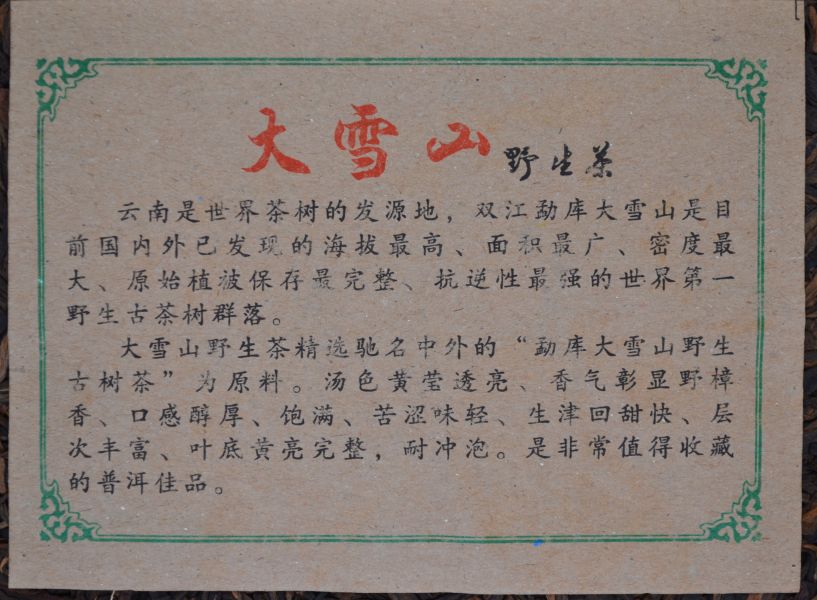 大雪山野生茶
云南是世界茶树的发源地，双江勐库大雪山是目
前国内外已发现的海拔最高、面积最广、密度最
大、原始植被保存最完整、抗逆性最强的世界第一
野生古茶树群落。
大雪山野生茶精选驰名中外的“勐库大雪山野生
古树茶”为原料。汤色黄莹透亮、香气彰显野樟
香、口感醇厚、饱满、苦涩味轻、生津回甜快、层
次丰富、叶底黄亮完整，耐冲泡。是非常值得收藏
的普洱佳品。